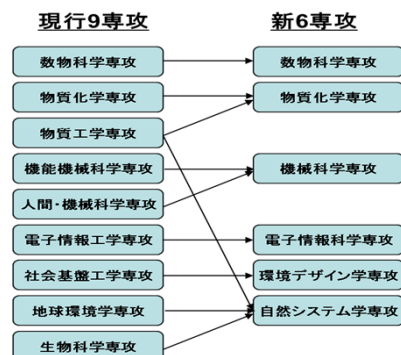 現行9専攻
新6専攻
数物科学専攻
数物科学専攻
物質化学専攻
物質化学専攻
物質工学専攻
機能機械科学専攻
機械科学専攻
人間・機械科学専攻
電子情報工学専攻
電子情報科学専攻
社会基盤工学専攻
環境デザイン学専攻
地球環境学専攻
自然システム学専攻
生物科学専攻